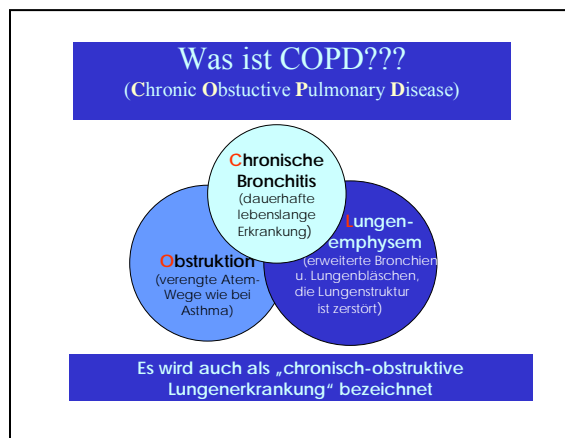 Was ist COPD???
(Chronic Obstuctive Pulmonary Disease)
Chronische
Bronchitis
(dauerhafte
lebenslange
Erkrankung)
Obstruktion
(verengte Atem-
Wege wie bei
Asthma)
Lungen-
emphysem
(erweiterte Bronchien
u. Lungenbläschen,
die Lungenstruktur
ist zerstört)
Es wird auch als „chronisch-obstruktive
Lungenerkrankung“ bezeichnet